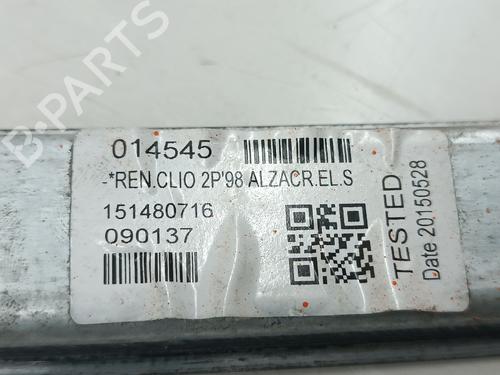 B-PARTS
014545
-*REN.CLIO 2P'98 ALZACR.EL.S
151480716
090137
TESTED
Date 20150528